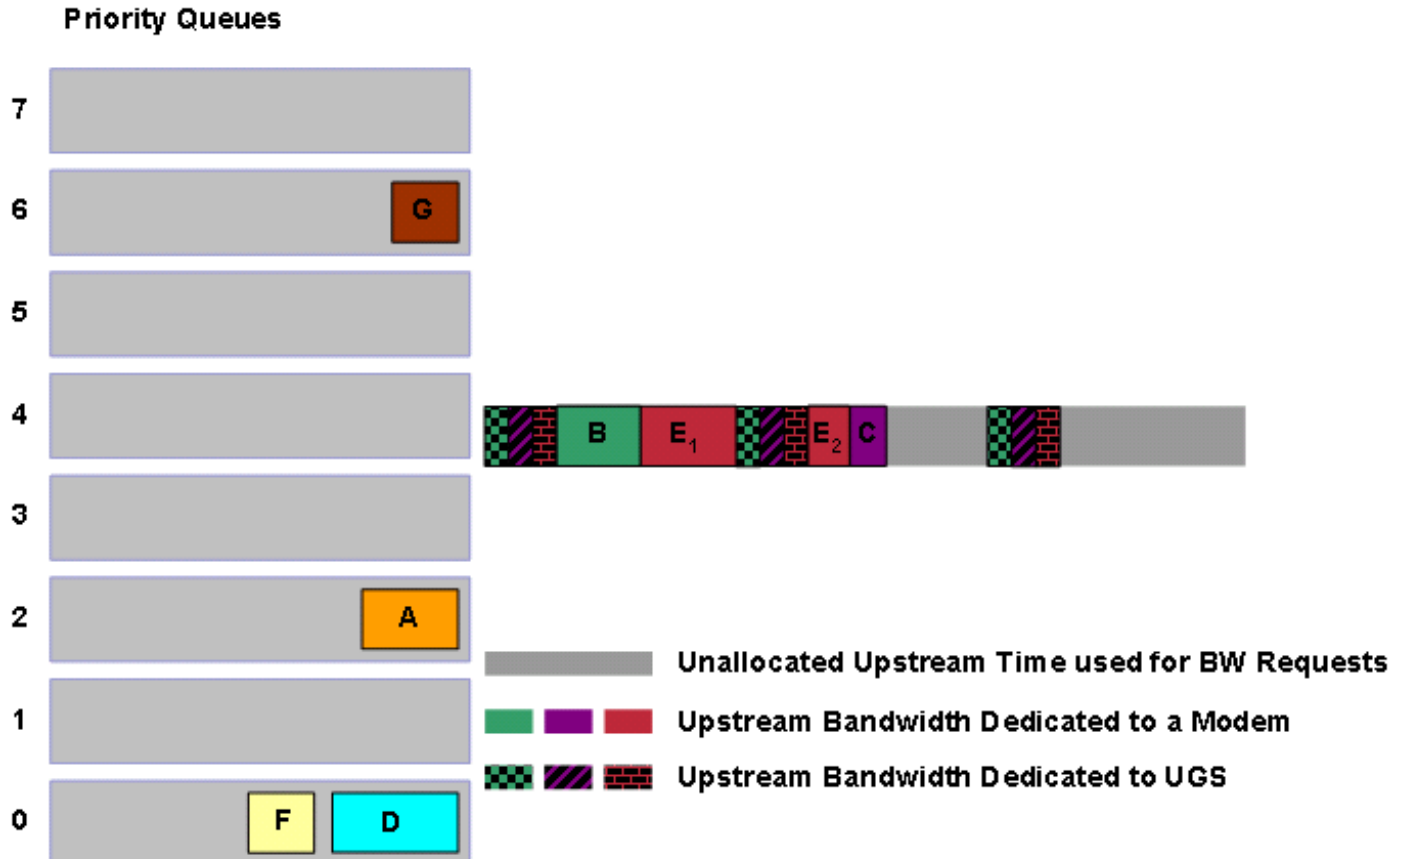 Priority Queues
7
6 G
5
4 B E1 E2 C
3
2 A
Unallocated Upstream Time used for BW Requests
1 Upstream Bandwidth Dedicated to a Modem
Upstream Bandwidth Dedicated to UGS
0 F D